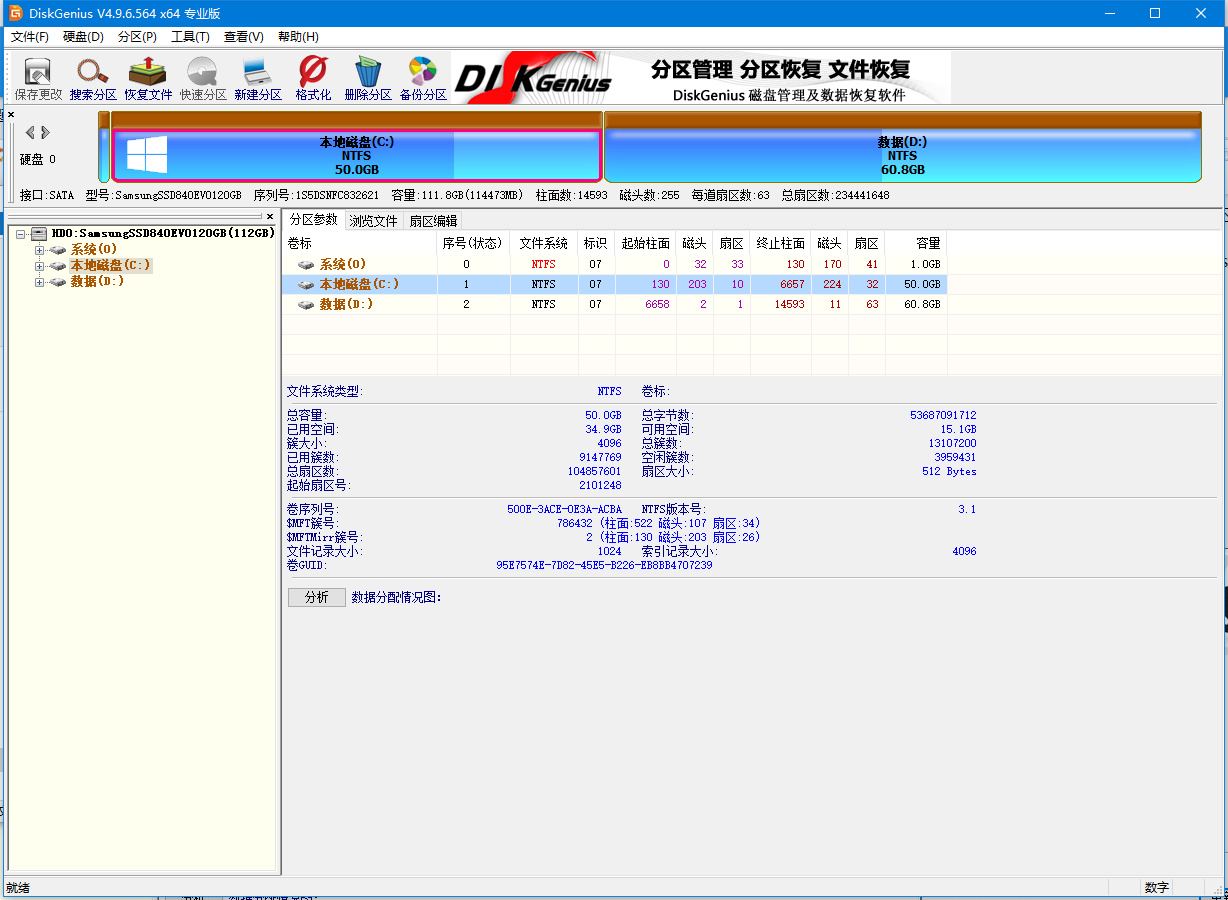 DiskGenius V4.9.6.564 x64 专业版
文件(F) 硬盘(D) 分区(P) 工具(T) 查看(V) 帮助(H)
保存更改 搜索分区 恢复文件 快速分区 新建分区 格式化 删除分区 备份分区
DISKGenius
分区管理 分区恢复 文件恢复
DiskGenius 磁盘管理及数据恢复软件
硬盘 0
本地磁盘(C:)
NTFS
50.0GB
数据(D:)
NTFS
60.8GB
接口:SATA 型号:SamsungSSD840EVO120GB 序列号:1S5DSNFC832621 容量:111.8GB(114473MB) 柱面数:14593 磁头数:255 每道扇区数:63 总扇区数:234441648
HD0:SamsungSSD840EVO120GB(112GB)
系统(0)
本地磁盘(C:)
数据(D:)
分区参数 浏览文件 扇区编辑
卷标 序号(状态) 文件系统 标识 起始柱面 磁头 扇区 终止柱面 磁头 扇区 容量
系统(0) 0 NTFS 07 0 32 33 130 170 41 1.0GB
本地磁盘(C:) 1 NTFS 07 130 203 10 6657 224 32 50.0GB
数据(D:) 2 NTFS 07 6658 2 1 14593 11 63 60.8GB
文件系统类型: NTFS 卷标:
总容量: 50.0GB 总字节数: 53687091712
已用空间: 34.9GB 可用空间: 15.1GB
簇大小: 4096 总簇数: 13107200
已用簇数: 9147769 空闲簇数: 3959431
总扇区数: 104857601 扇区大小: 512 Bytes
起始扇区号: 2101248
卷序列号: 500E-3ACE-0E3A-ACBA NTFS版本号: 3.1
$MFT簇号: 786432 (柱面:522 磁头:107 扇区:34)
$MFTMirr簇号: 2 (柱面:130 磁头:203 扇区:26)
文件记录大小: 1024 索引记录大小: 4096
卷GUID: 95E7574E-7D82-45E5-B226-EB8BB4707239
分析 数据分配情况图:
就绪 数字